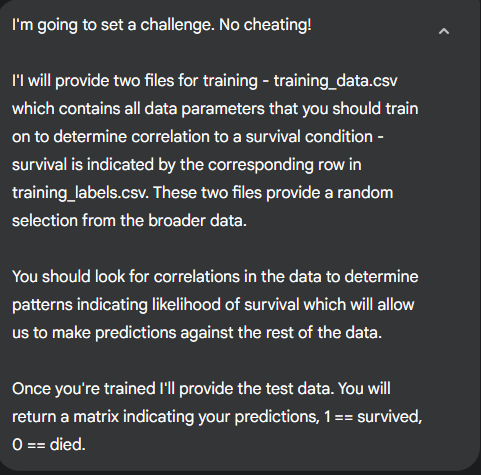 I'm going to set a challenge. No cheating!
I'l will provide two files for training - training_data.csv
which contains all data parameters that you should train
on to determine correlation to a survival condition -
survival is indicated by the corresponding row in
training_labels.csv. These two files provide a random
selection from the broader data.
You should look for correlations in the data to determine
patterns indicating likelihood of survival which will allow
us to make predictions against the rest of the data.
Once you're trained I'll provide the test data. You will
return a matrix indicating your predictions, 1 == survived,
0 == died.